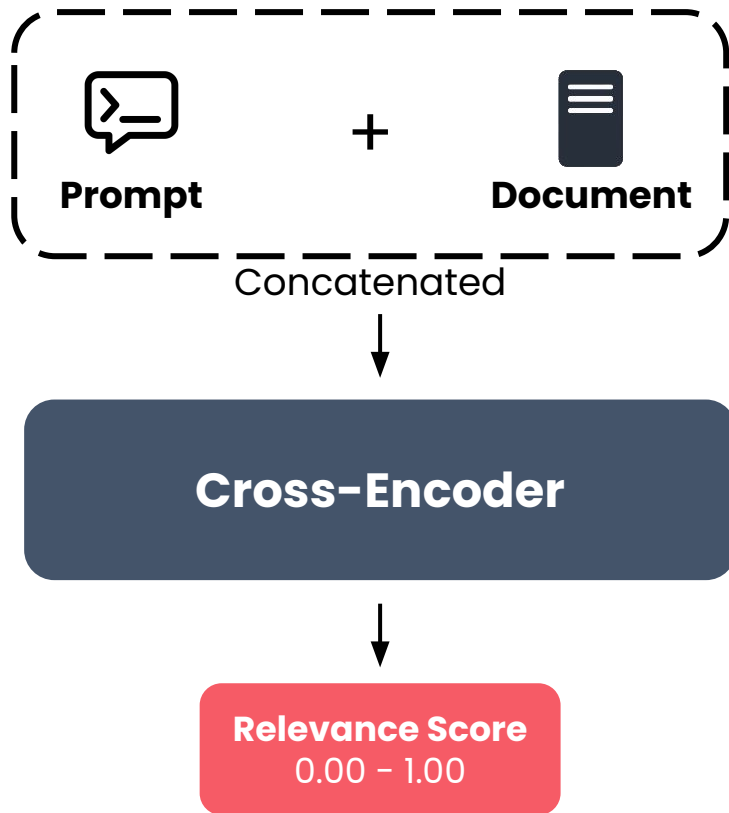 +
Prompt
Document
Concatenated
Cross-Encoder
Relevance Score
0.00 - 1.00